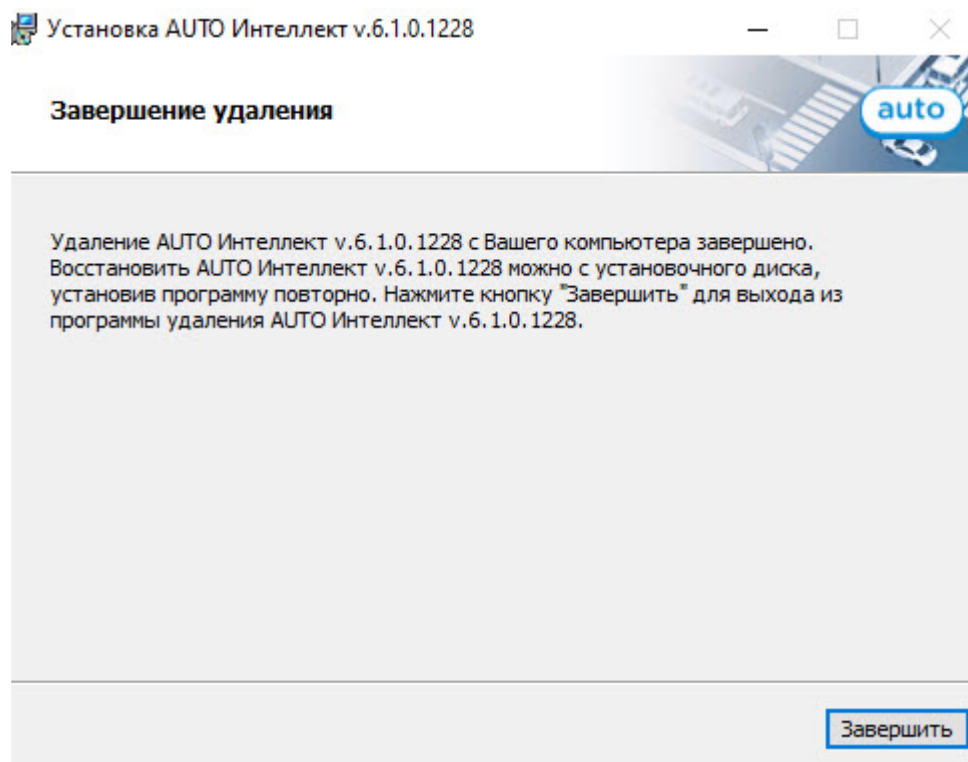 Установка AUTO Интеллект v.6.1.0.1228
Завершение удаления
auto
Удаление AUTO Интеллект v.6.1.0.1228 с Вашего компьютера завершено.
Восстановить AUTO Интеллект v.6.1.0.1228 можно с установочного диска,
установив программу повторно. Нажмите кнопку "Завершить" для выхода из
программы удаления AUTO Интеллект v.6.1.0.1228.
Завершить